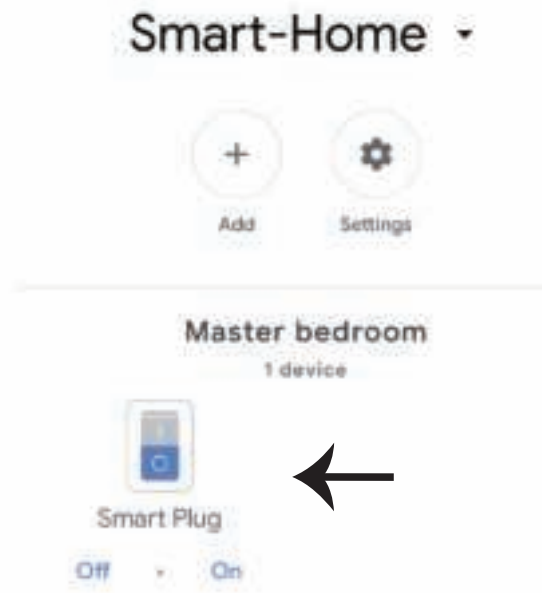 Smart-Home
Add Settings
Master bedroom
1 device
Smart Plug
Off • On